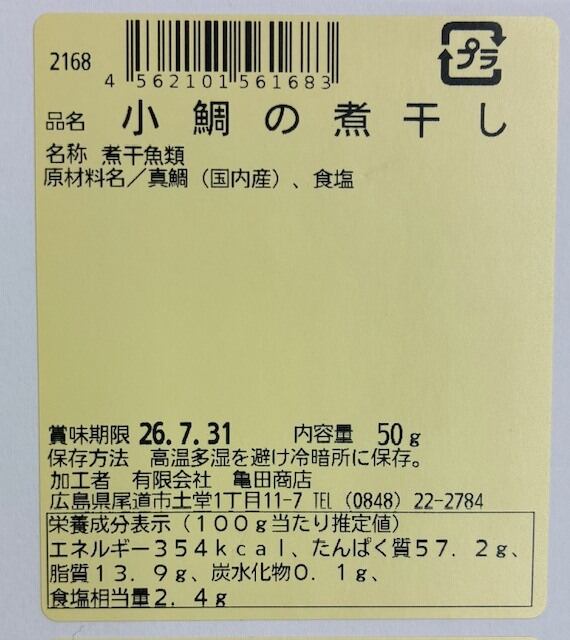 2168
4 562101 561683
プラ
品名 小鯛の煮干し
名称 煮干魚類
原材料名／真鯛（国内産）、食塩
賞味期限 26.7.31 内容量 50g
保存方法 高温多湿を避け冷暗所に保存。
加工者 有限会社 亀田商店
広島県尾道市土堂1丁目11-7 TEL（0848）22-2784
栄養成分表示（１００ｇ当たり推定値）
エネルギー３５４ｋｃａｌ、たんぱく質５７．２ｇ、
脂質１３．９ｇ、炭水化物０．１ｇ、
食塩相当量２．４ｇ